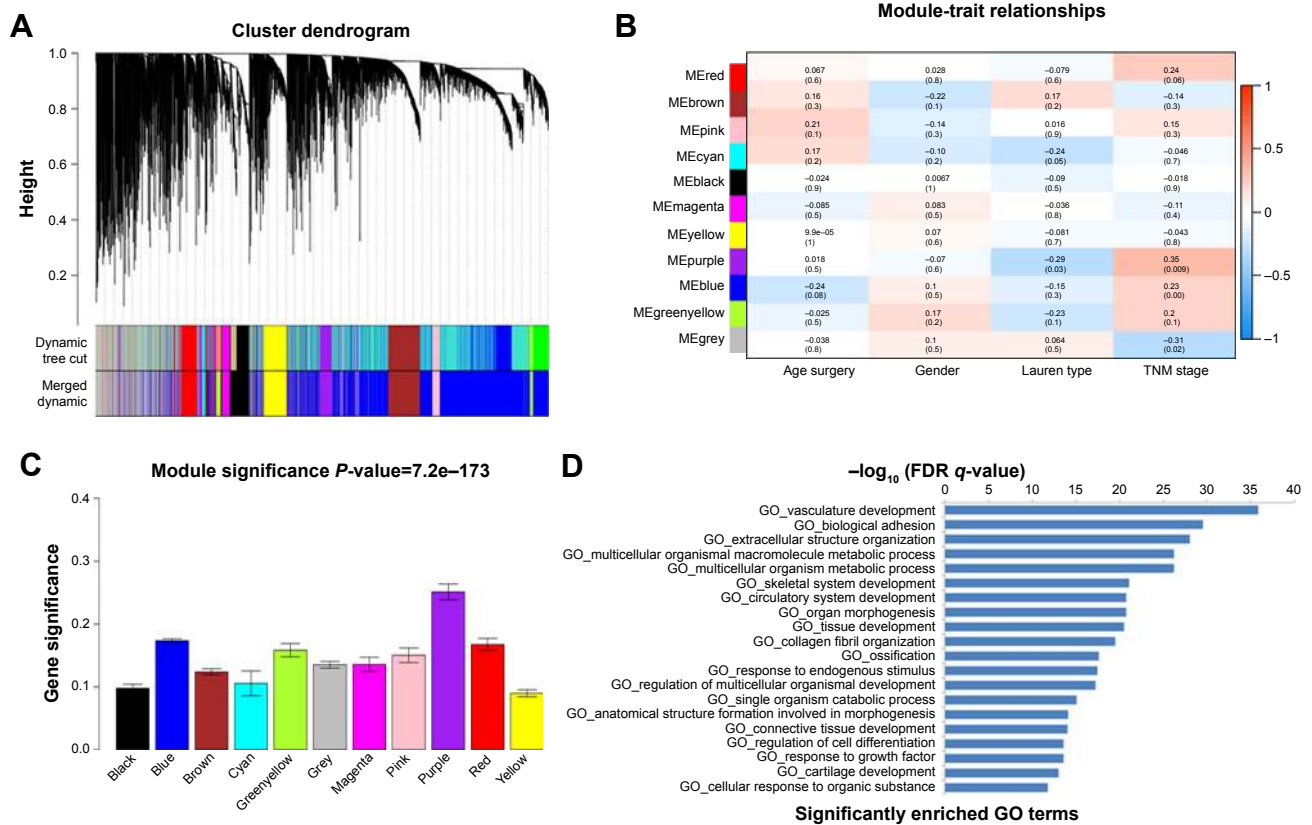 A
Cluster dendrogram
Height
1.0
0.8
0.6
0.4
0.2
Dynamic
tree cut
Merged
dynamic
B
Module-trait relationships
MEred
MEbrown
MEpink
MEcyan
MEblack
MEmagenta
MEyellow
MEpurple
MEblue
MEgreenyellow
MEgrey
0.067 0.028 −0.079 0.24
(0.6) (0.8) (0.6) (0.06)
0.16 −0.22 0.17 −0.14
(0.3) (0.1) (0.2) (0.3)
0.21 −0.14 0.016 0.15
(0.1) (0.3) (0.9) (0.3)
0.17 −0.10 −0.24 −0.046
(0.2) (0.2) (0.05) (0.7)
−0.024 0.0067 −0.09 −0.018
(0.9) (1) (0.5) (0.9)
−0.085 0.083 −0.036 −0.11
(0.5) (0.5) (0.8) (0.4)
9.9e−05 0.07 −0.081 −0.043
(1) (0.6) (0.7) (0.8)
0.018 −0.07 −0.29 0.35
(0.5) (0.6) (0.03) (0.009)
−0.24 0.1 −0.15 0.23
(0.08) (0.5) (0.3) (0.00)
−0.025 0.17 −0.23 0.2
(0.5) (0.2) (0.1) (0.1)
−0.038 0.1 0.064 −0.31
(0.8) (0.5) (0.5) (0.02)
Age surgery Gender Lauren type TNM stage
1
0.5
0
−0.5
−1
C
Module significance P-value=7.2e−173
Gene significance
0.4
0.3
0.2
0.1
0.0
Black Blue Brown Cyan Greenyellow Grey Magenta Pink Purple Red Yellow
D
−log10 (FDR q-value)
0 5 10 15 20 25 30 35 40
GO_vasculature development
GO_biological adhesion
GO_extracellular structure organization
GO_multicellular organismal macromolecule metabolic process
GO_multicellular organism metabolic process
GO_skeletal system development
GO_circulatory system development
GO_organ morphogenesis
GO_tissue development
GO_collagen fibril organization
GO_ossification
GO_response to endogenous stimulus
GO_regulation of multicellular organismal development
GO_single organism catabolic process
GO_anatomical structure formation involved in morphogenesis
GO_connective tissue development
GO_regulation of cell differentiation
GO_response to growth factor
GO_cartilage development
GO_cellular response to organic substance
Significantly enriched GO terms